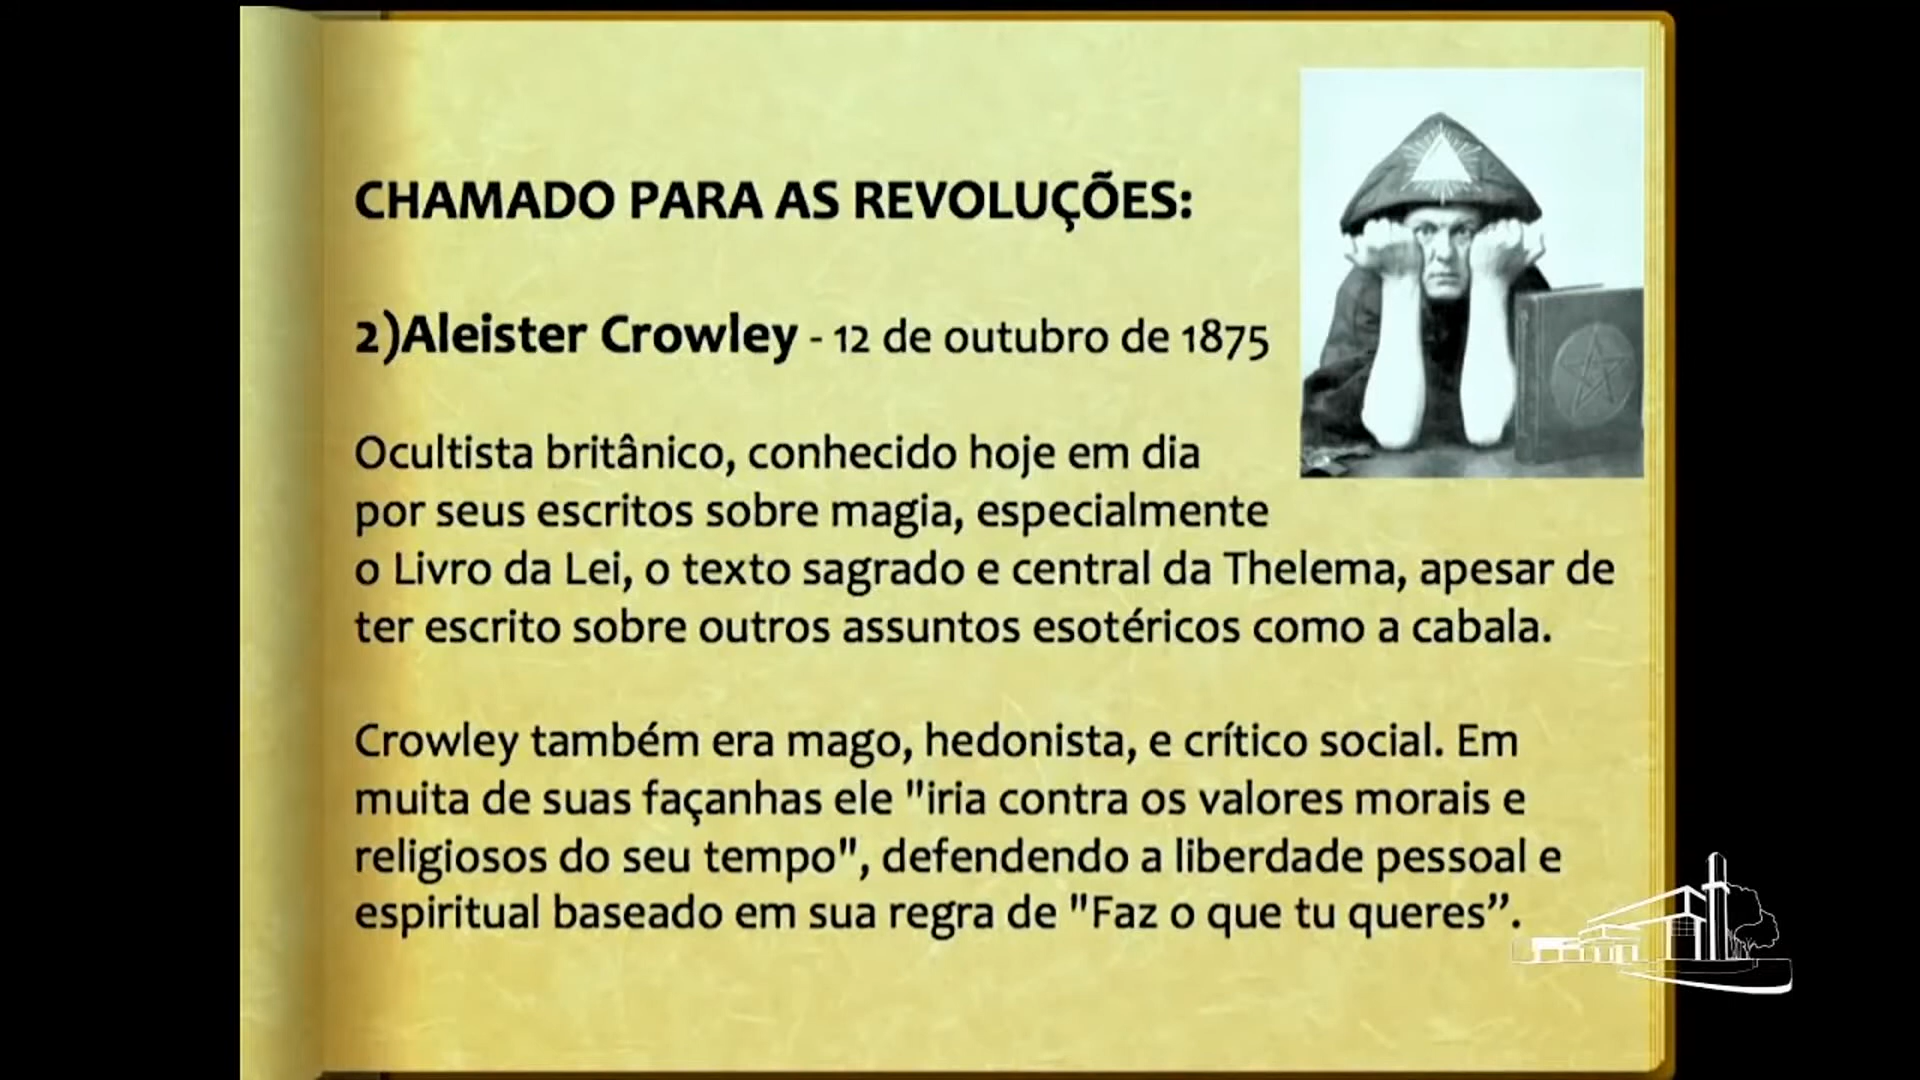 CHAMADO PARA AS REVOLUÇÕES:
2)Aleister Crowley - 12 de outubro de 1875
Ocultista britânico, conhecido hoje em dia
por seus escritos sobre magia, especialmente
o Livro da Lei, o texto sagrado e central da Thelema, apesar de
ter escrito sobre outros assuntos esotéricos como a cabala.
Crowley também era mago, hedonista, e crítico social. Em
muita de suas façanhas ele "iria contra os valores morais e
religiosos do seu tempo", defendendo a liberdade pessoal e
espiritual baseado em sua regra de "Faz o que tu queres”.